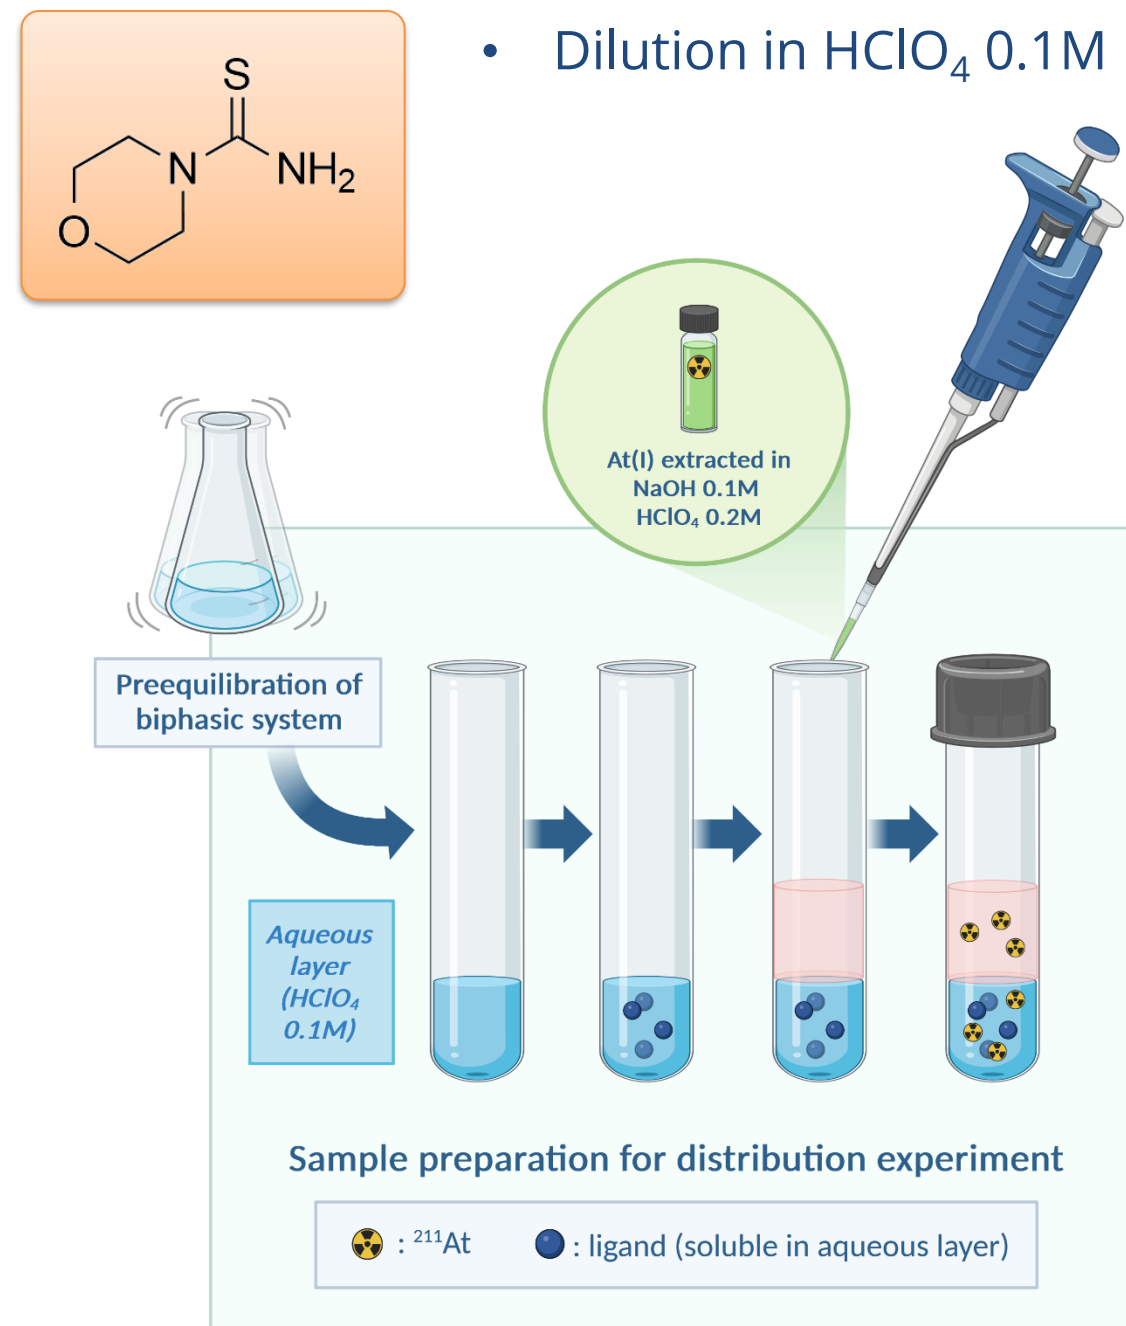 • Dilution in HClO₄ 0.1M
S
N
NH₂
O
At(I) extracted in
NaOH 0.1M
HClO₄ 0.2M
Preequilibration of
biphasic system
Aqueous
layer
(HClO₄
0.1M)
Sample preparation for distribution experiment
: ²¹¹At
: ligand (soluble in aqueous layer)